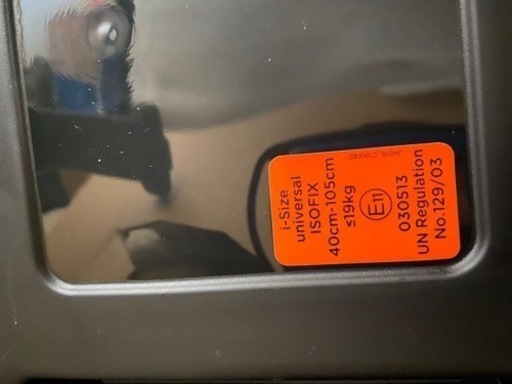 i-Size
universal
ISOFIX
40cm-105cm
≤19kg
E11
030513
UN Regulation
No.129/03